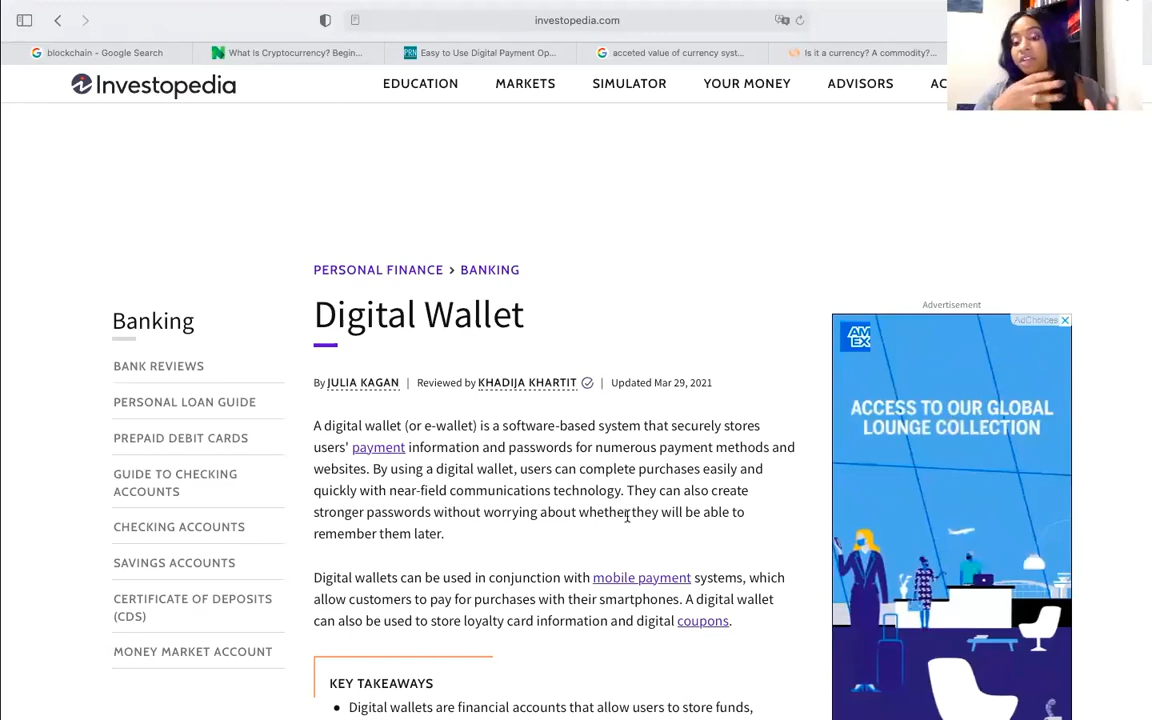 investopedia.com
blockchain - Google Search
What Is Cryptocurrency? Begin...
Easy to Use Digital Payment Op...
acceted value of currency syst...
Is it a currency? A commodity?...
Investopedia
EDUCATION MARKETS SIMULATOR YOUR MONEY ADVISORS AC
PERSONAL FINANCE > BANKING
Digital Wallet
By JULIA KAGAN | Reviewed by KHADIJA KHARTIT | Updated Mar 29, 2021
A digital wallet (or e-wallet) is a software-based system that securely stores
users' payment information and passwords for numerous payment methods and
websites. By using a digital wallet, users can complete purchases easily and
quickly with near-field communications technology. They can also create
stronger passwords without worrying about whether they will be able to
remember them later.
Digital wallets can be used in conjunction with mobile payment systems, which
allow customers to pay for purchases with their smartphones. A digital wallet
can also be used to store loyalty card information and digital coupons.
KEY TAKEAWAYS
• Digital wallets are financial accounts that allow users to store funds,
Banking
BANK REVIEWS
PERSONAL LOAN GUIDE
PREPAID DEBIT CARDS
GUIDE TO CHECKING
ACCOUNTS
CHECKING ACCOUNTS
SAVINGS ACCOUNTS
CERTIFICATE OF DEPOSITS
(CDS)
MONEY MARKET ACCOUNT
Advertisement
AdChoices
AM
EX
ACCESS TO OUR GLOBAL
LOUNGE COLLECTION